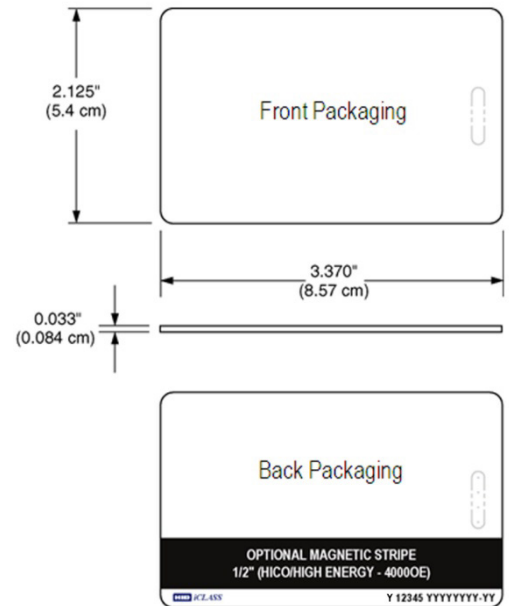 2.125"
(5.4 cm)
Front Packaging
3.370"
(8.57 cm)
0.033"
(0.084 cm)
Back Packaging
OPTIONAL MAGNETIC STRIPE
1/2" (HICO/HIGH ENERGY - 4000OE)
HID iCLASS
Y 12345 YYYYYYYY-YY